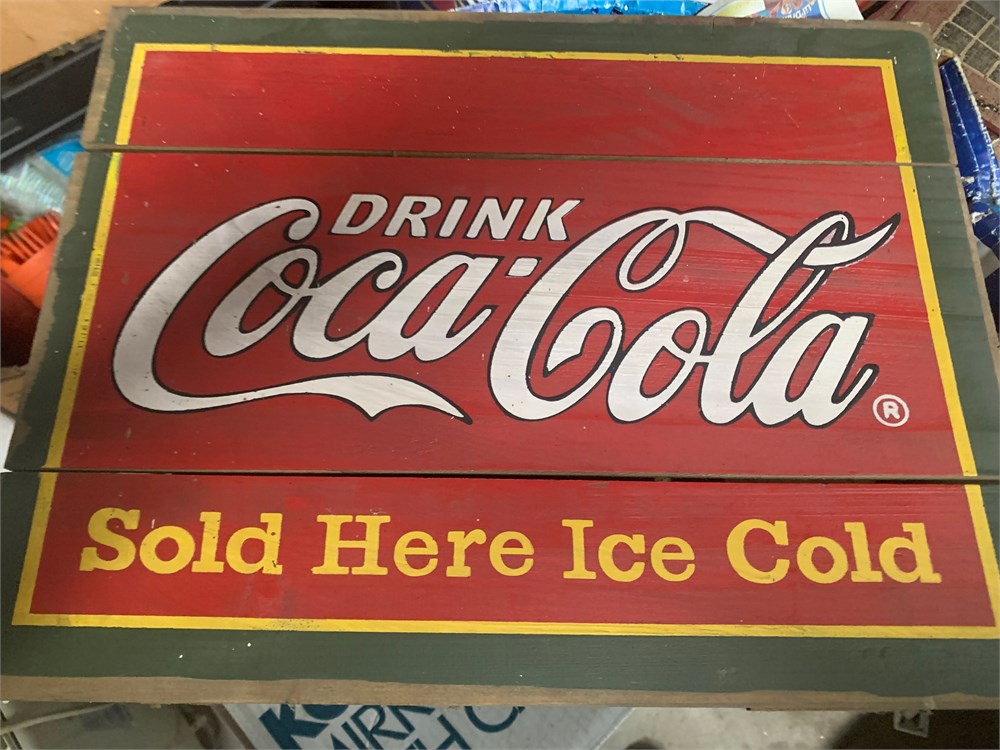 DRINK
Coca-Cola ®
Sold Here Ice Cold